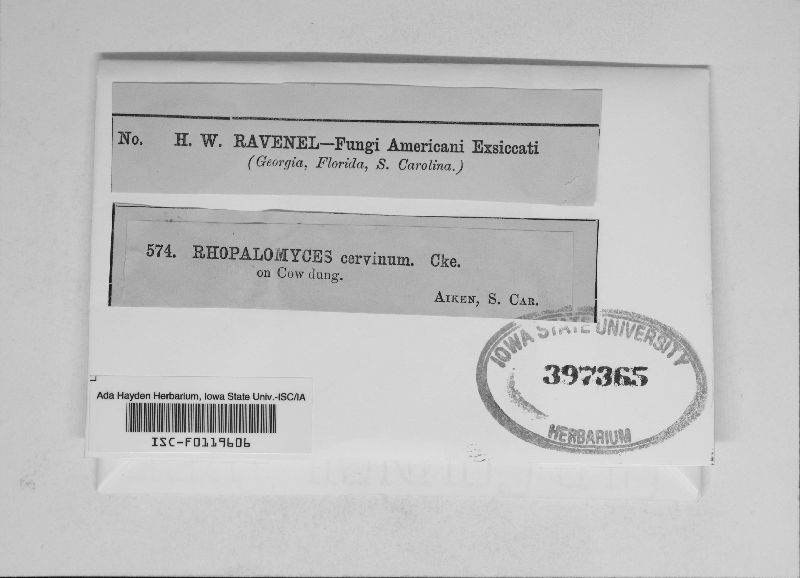 No. H. W. RAVENEL—Fungi Americani Exsiccati
(Georgia, Florida, S. Carolina.)
574. RHOPALOMYCES cervinum. Cke.
on Cow dung.
AIKEN, S. CAR.
IOWA STATE UNIVERSITY
397365
HERBARIUM
Ada Hayden Herbarium, Iowa State Univ.-ISC/IA
ISC-F0119606